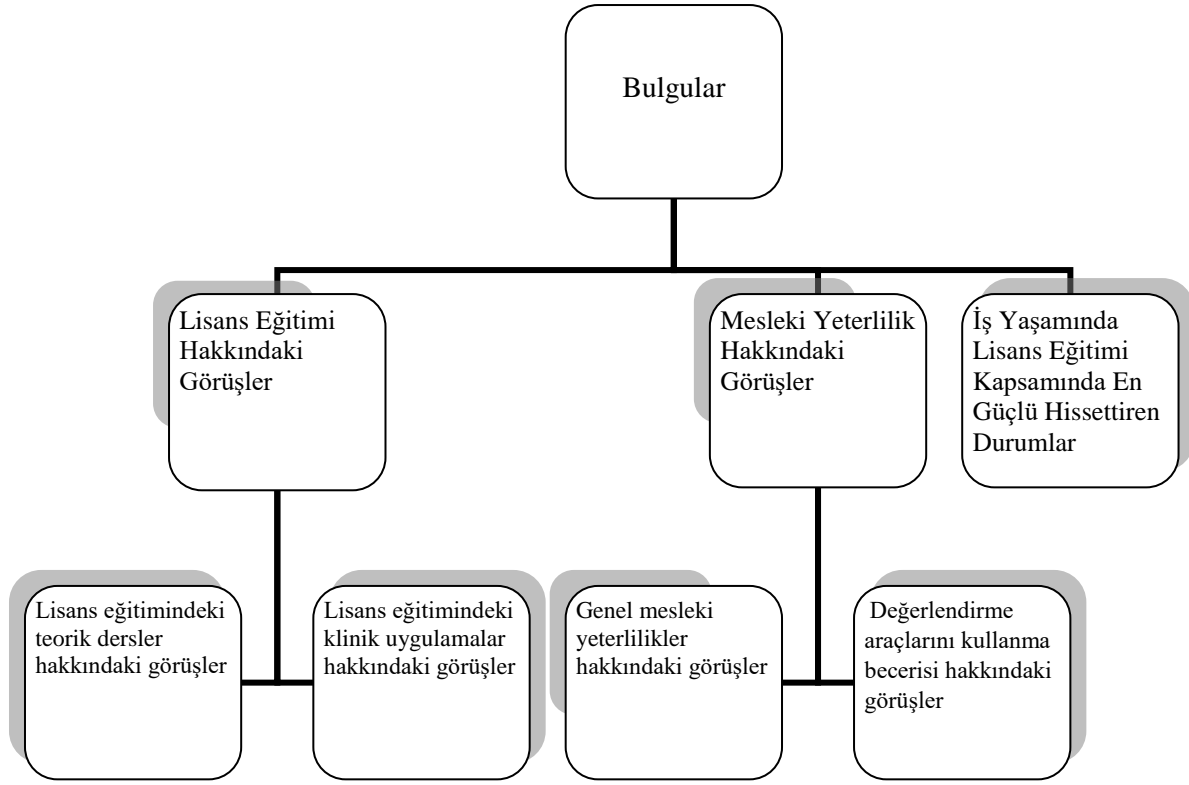 Bulgular
Lisans Eğitimi
Hakkındaki
Görüşler
Mesleki Yeterlilik
Hakkındaki
Görüşler
İş Yaşamında
Lisans Eğitimi
Kapsamında En
Güçlü Hissettiren
Durumlar
Lisans eğitimindeki
teorik dersler
hakkındaki görüşler
Lisans eğitimindeki
klinik uygulamalar
hakkındaki görüşler
Genel mesleki
yeterlilikler
hakkındaki görüşler
Değerlendirme
araçlarını kullanma
becerisi hakkındaki
görüşler